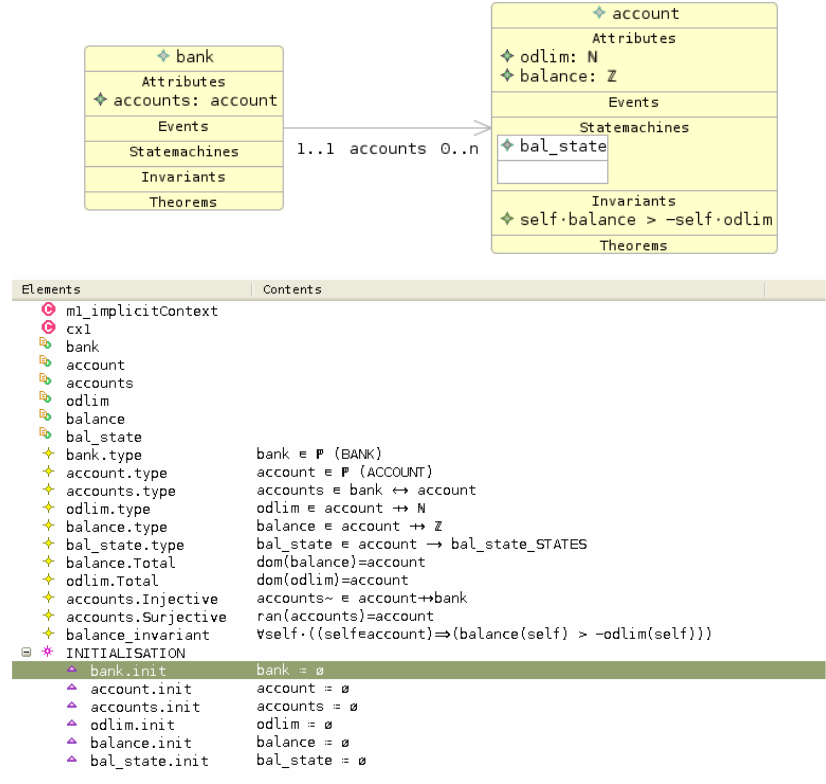 bank
Attributes
accounts: account
Events
Statemachines
Invariants
Theorems
1..1 accounts 0..n
account
Attributes
odlim: ℕ
balance: ℤ
Events
Statemachines
bal_state
Invariants
self·balance > −self·odlim
Theorems
Elements Contents
m1_implicitContext
cx1
bank
account
accounts
odlim
balance
bal_state
bank.type bank ∈ ℙ (BANK)
account.type account ∈ ℙ (ACCOUNT)
accounts.type accounts ∈ bank ↔ account
odlim.type odlim ∈ account ⇸ ℕ
balance.type balance ∈ account ⇸ ℤ
bal_state.type bal_state ∈ account → bal_state_STATES
balance.Total dom(balance)=account
odlim.Total dom(odlim)=account
accounts.Injective accounts~ ∈ account⇸bank
accounts.Surjective ran(accounts)=account
balance_invariant ∀self·((self∈account)⇒(balance(self) > −odlim(self)))
INITIALISATION
bank.init bank ≔ ∅
account.init account ≔ ∅
accounts.init accounts ≔ ∅
odlim.init odlim ≔ ∅
balance.init balance ≔ ∅
bal_state.init bal_state ≔ ∅